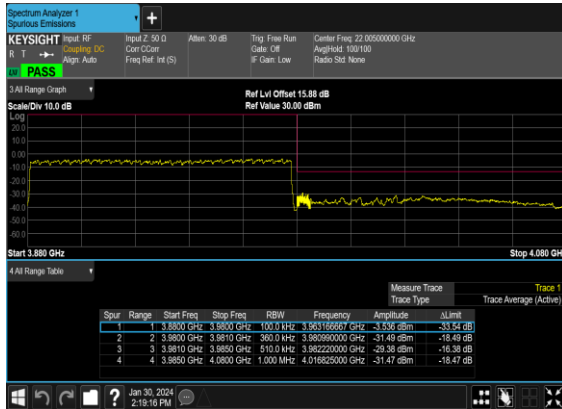 Spectrum Analyzer 1
Spurious Emissions
+
KEYSIGHT Input: RF Input Z: 50 Ω Atten: 30 dB Trig: Free Run Center Freq: 22.005000000 GHz
R T Coupling: DC Corr CCorr Gate: Off Avg|Hold: 100/100
Align: Auto Freq Ref: Int (S) IF Gain: Low Radio Std: None
LV PASS
3 All Range Graph
Ref Lvl Offset 15.88 dB
Scale/Div 10.0 dB Ref Value 30.00 dBm
Log
20.0
10.0
0.00
-10.0
-20.0
-30.0
-40.0
-50.0
-60.0
Start 3.880 GHz Stop 4.080 GH
4 All Range Table
Measure Trace Trace 1
Trace Type Trace Average (Active)
Spur Range Start Freq Stop Freq RBW Frequency Amplitude ΔLimit
1 1 3.8800 GHz 3.9800 GHz 100.0 kHz 3.963166667 GHz -3.536 dBm -33.54 dB
2 2 3.9800 GHz 3.9810 GHz 360.0 kHz 3.980990000 GHz -31.49 dBm -18.49 dB
3 3 3.9810 GHz 3.9850 GHz 510.0 kHz 3.982220000 GHz -29.38 dBm -16.38 dB
4 4 3.9850 GHz 4.0800 GHz 1.000 MHz 4.016825000 GHz -31.47 dBm -18.47 dB
?
Jan 30, 2024
2:19:16 PM